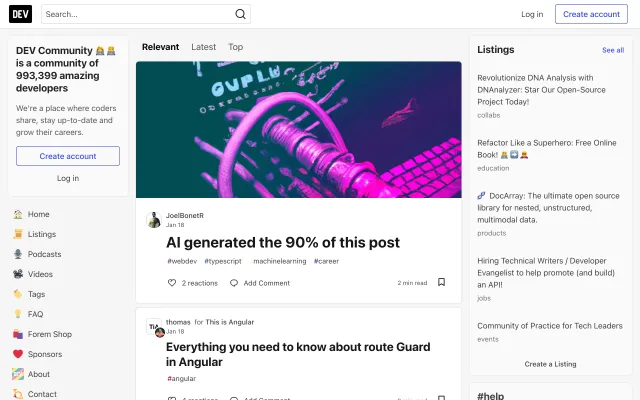 DEV
Search...
Log in
Create account
DEV Community
is a community of
993,399 amazing
developers
We're a place where coders
share, stay up-to-date and
grow their careers.
Create account
Log in
Home
Listings
Podcasts
Videos
Tags
FAQ
Forem Shop
Sponsors
About
Contact
Relevant
Latest
Top
JoelBonetR
Jan 18
AI generated the 90% of this post
#webdev #typescript machinelearning #career
2 reactions
Add Comment
2 min read
thomas for This is Angular
Jan 18
Everything you need to know about route Guard
in Angular
#angular
Listings
See all
Revolutionize DNA Analysis with
DNAnalyzer: Star Our Open-Source
Project Today!
collabs
Refactor Like a Superhero: Free Online
Book!
education
DocArray: The ultimate open source
library for nested, unstructured,
multimodal data.
products
Hiring Technical Writers / Developer
Evangelist to help promote (and build)
an API!
jobs
Community of Practice for Tech Leaders
events
Create a Listing
#help